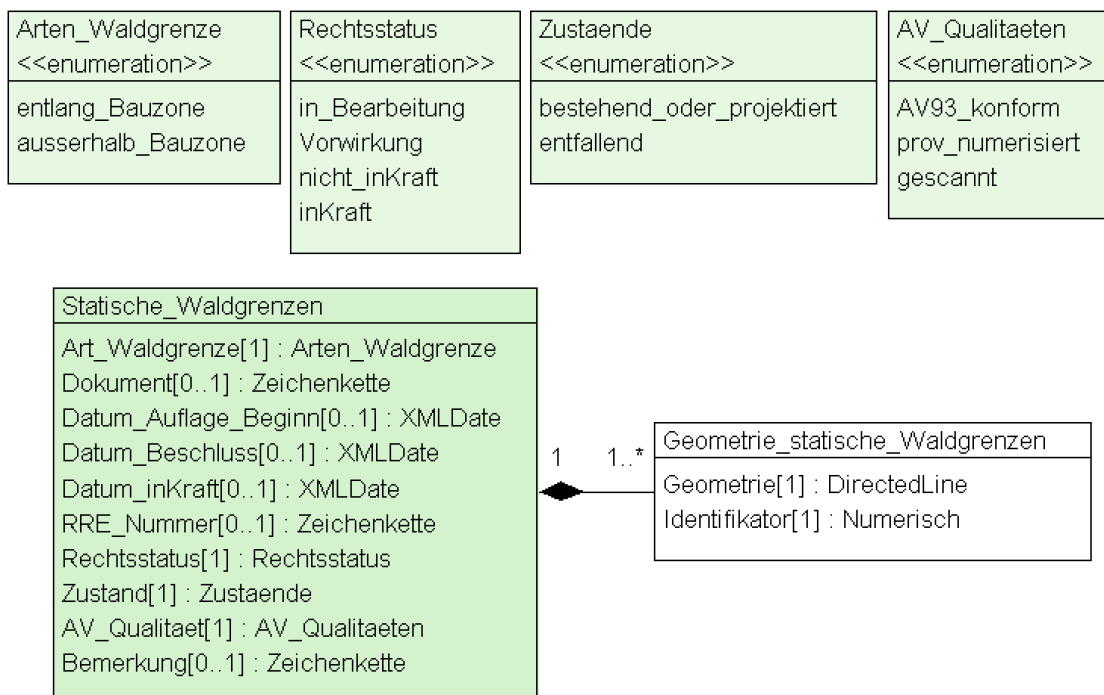 Arten_Waldgrenze
<<enumeration>>
entlang_Bauzone
ausserhalb_Bauzone
Rechtsstatus
<<enumeration>>
in_Bearbeitung
Vorwirkung
nicht_inKraft
inKraft
Zustaende
<<enumeration>>
bestehend_oder_projektiert
entfallend
AV_Qualitaeten
<<enumeration>>
AV93_konform
prov_numerisiert
gescannt
Statische_Waldgrenzen
Art_Waldgrenze[1] : Arten_Waldgrenze
Dokument[0..1] : Zeichenkette
Datum_Auflage_Beginn[0..1] : XMLDate
Datum_Beschluss[0..1] : XMLDate
Datum_inKraft[0..1] : XMLDate
RRE_Nummer[0..1] : Zeichenkette
Rechtsstatus[1] : Rechtsstatus
Zustand[1] : Zustaende
AV_Qualitaet[1] : AV_Qualitaeten
Bemerkung[0..1] : Zeichenkette
1 1..*
Geometrie_statische_Waldgrenzen
Geometrie[1] : DirectedLine
Identifikator[1] : Numerisch